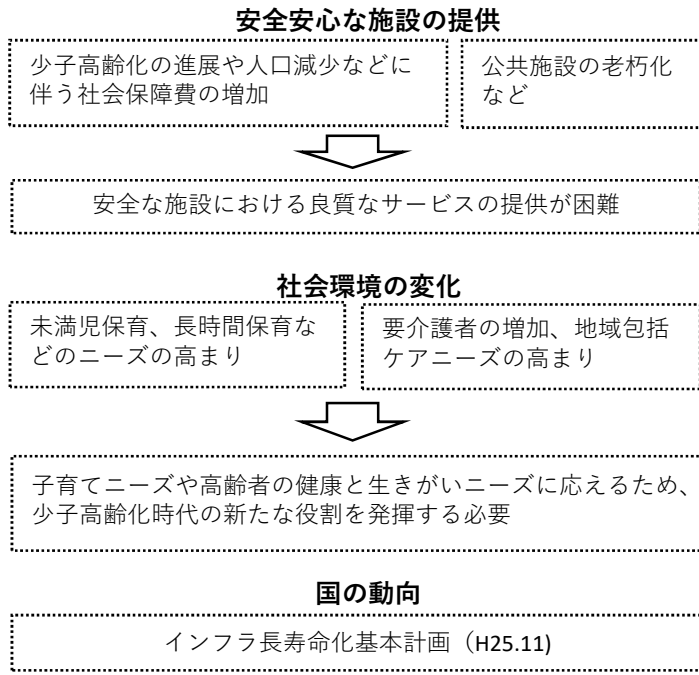 安全安心な施設の提供
少子高齢化の進展や人口減少などに
伴う社会保障費の増加
公共施設の老朽化
など
安全な施設における良質なサービスの提供が困難
社会環境の変化
未満児保育、長時間保育な
どのニーズの高まり
要介護者の増加、地域包括
ケアニーズの高まり
子育てニーズや高齢者の健康と生きがいニーズに応えるため、
少子高齢化時代の新たな役割を発揮する必要
国の動向
インフラ長寿命化基本計画（H25.11)